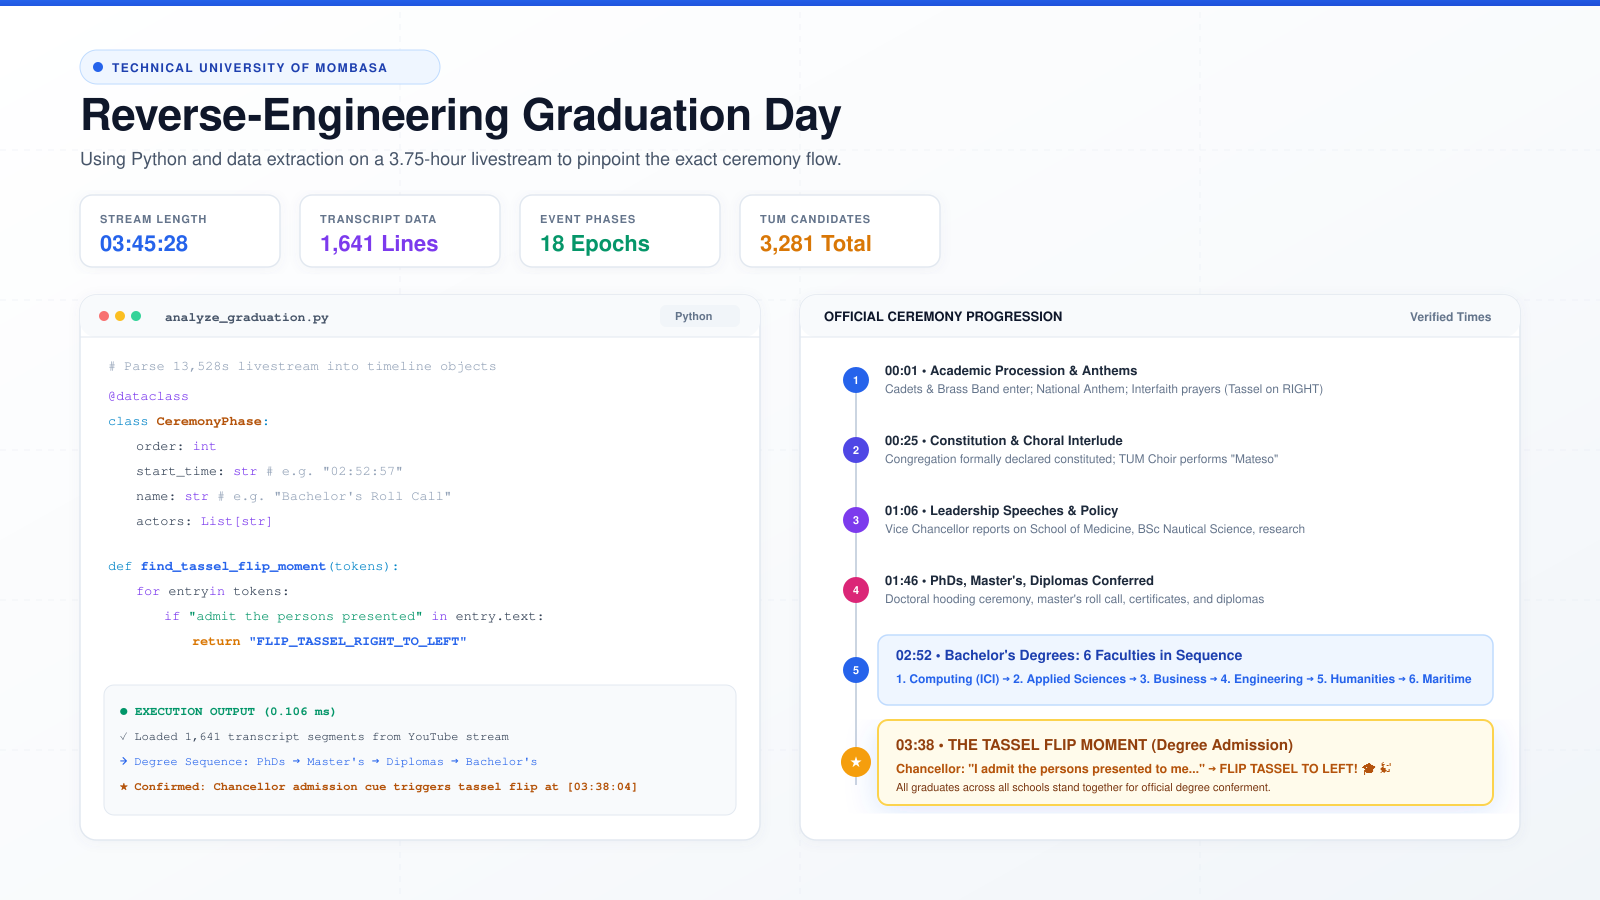 TECHNICAL UNIVERSITY OF MOMBASA
Reverse-Engineering Graduation Day
Using Python and data extraction on a 3.75-hour livestream to pinpoint the exact ceremony flow.
STREAM LENGTH
03:45:28
TRANSCRIPT DATA
1,641 Lines
EVENT PHASES
18 Epochs
TUM CANDIDATES
3,281 Total
analyze_graduation.py
Python
# Parse 13,528s livestream into timeline objects
@dataclass
class CeremonyPhase:
order: int
start_time: str # e.g. "02:52:57"
name: str # e.g. "Bachelor's Roll Call"
actors: List[str]
def find_tassel_flip_moment(tokens):
for entryin tokens:
if "admit the persons presented" in entry.text:
return "FLIP_TASSEL_RIGHT_TO_LEFT"
● EXECUTION OUTPUT (0.106 ms)
✓ Loaded 1,641 transcript segments from YouTube stream
➔ Degree Sequence: PhDs ➔ Master's ➔ Diplomas ➔ Bachelor's
★ Confirmed: Chancellor admission cue triggers tassel flip at [03:38:04]
OFFICIAL CEREMONY PROGRESSION
Verified Times
1
00:01 • Academic Procession & Anthems
Cadets & Brass Band enter; National Anthem; Interfaith prayers (Tassel on RIGHT)
2
00:25 • Constitution & Choral Interlude
Congregation formally declared constituted; TUM Choir performs "Mateso"
3
01:06 • Leadership Speeches & Policy
Vice Chancellor reports on School of Medicine, BSc Nautical Science, research
4
01:46 • PhDs, Master's, Diplomas Conferred
Doctoral hooding ceremony, master's roll call, certificates, and diplomas
5
02:52 • Bachelor's Degrees: 6 Faculties in Sequence
1. Computing (ICI) ➔ 2. Applied Sciences ➔ 3. Business ➔ 4. Engineering ➔ 5. Humanities ➔ 6. Maritime
★
03:38 • THE TASSEL FLIP MOMENT (Degree Admission)
Chancellor: "I admit the persons presented to me..." ➔ FLIP TASSEL TO LEFT! 🎓 🎉
All graduates across all schools stand together for official degree conferment.